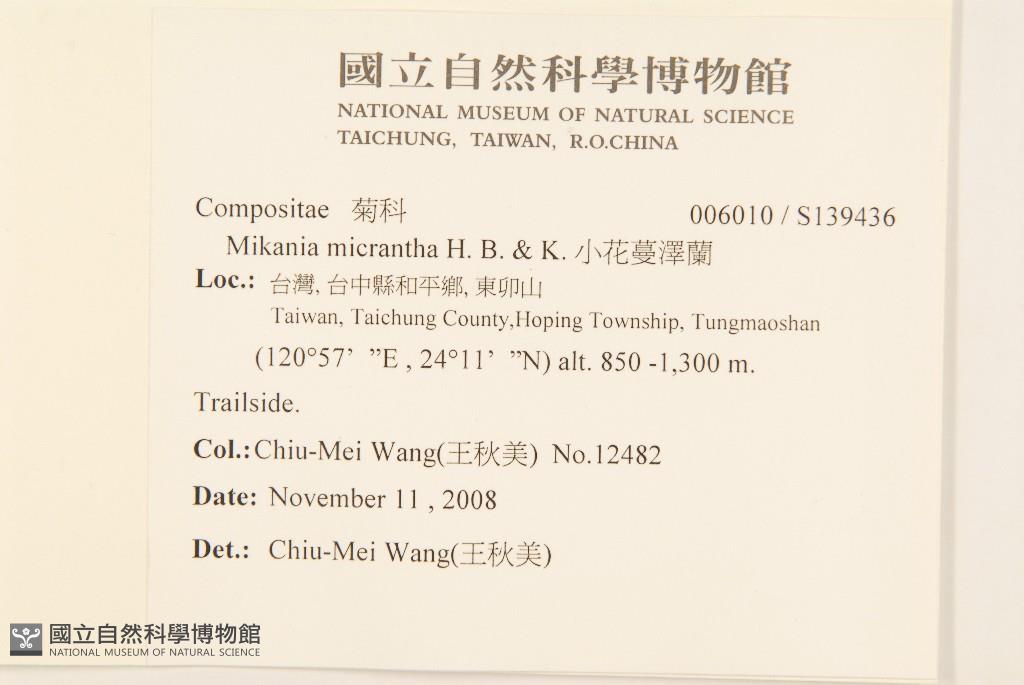 國立自然科學博物館
NATIONAL MUSEUM OF NATURAL SCIENCE
TAICHUNG, TAIWAN, R.O.CHINA
Compositae 菊科 006010 / S139436
Mikania micrantha H. B. & K. 小花蔓澤蘭
Loc.: 台灣, 台中縣和平鄉, 東卯山
Taiwan, Taichung County,Hoping Township, Tungmaoshan
(120°57’ ”E , 24°11’ ”N) alt. 850 -1,300 m.
Trailside.
Col.:Chiu-Mei Wang(王秋美) No.12482
Date: November 11 , 2008
Det.: Chiu-Mei Wang(王秋美)
國立自然科學博物館
NATIONAL MUSEUM OF NATURAL SCIENCE